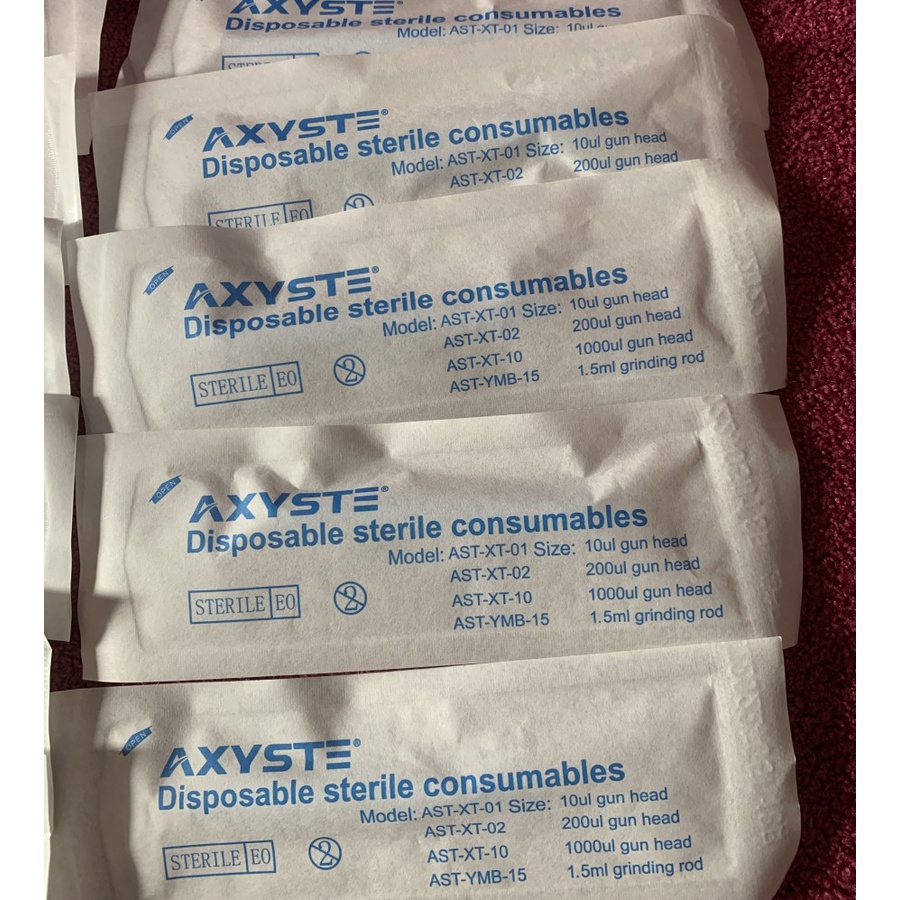 AXYSTE®
Disposable sterile consumables
Model: AST-XT-01 Size: 10ul gun
STERILE EO
OPEN
AXYSTE®
Disposable sterile consumables
Model: AST-XT-01 Size: 10ul gun head
AST-XT-02 200ul gun head
STERILE EO
2
OPEN
AXYSTE®
Disposable sterile consumables
Model: AST-XT-01 Size: 10ul gun head
AST-XT-02 200ul gun head
AST-XT-10 1000ul gun head
AST-YMB-15 1.5ml grinding rod
STERILE EO
2
OPEN
AXYSTE®
Disposable sterile consumables
Model: AST-XT-01 Size: 10ul gun head
AST-XT-02 200ul gun head
AST-XT-10 1000ul gun head
AST-YMB-15 1.5ml grinding rod
STERILE EO
2
OPEN
AXYSTE®
Disposable sterile consumables
Model: AST-XT-01 Size: 10ul gun head
AST-XT-02 200ul gun head
AST-XT-10 1000ul gun head
AST-YMB-15 1.5ml grinding rod
STERILE EO
2